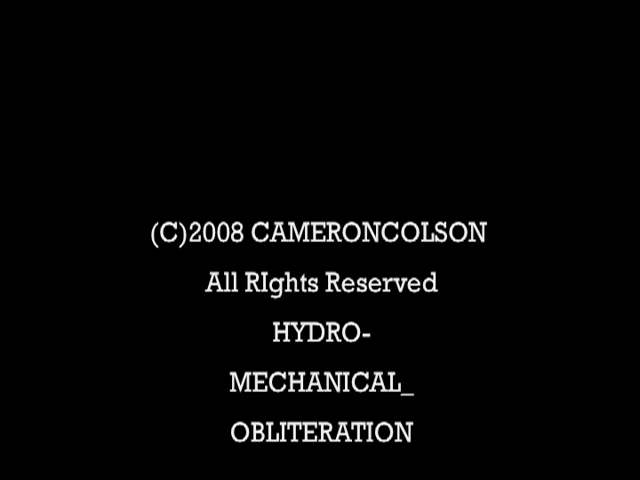 (C)2008 CAMERONCOLSON
All RIghts Reserved
HYDRO-
MECHANICAL_
OBLITERATION